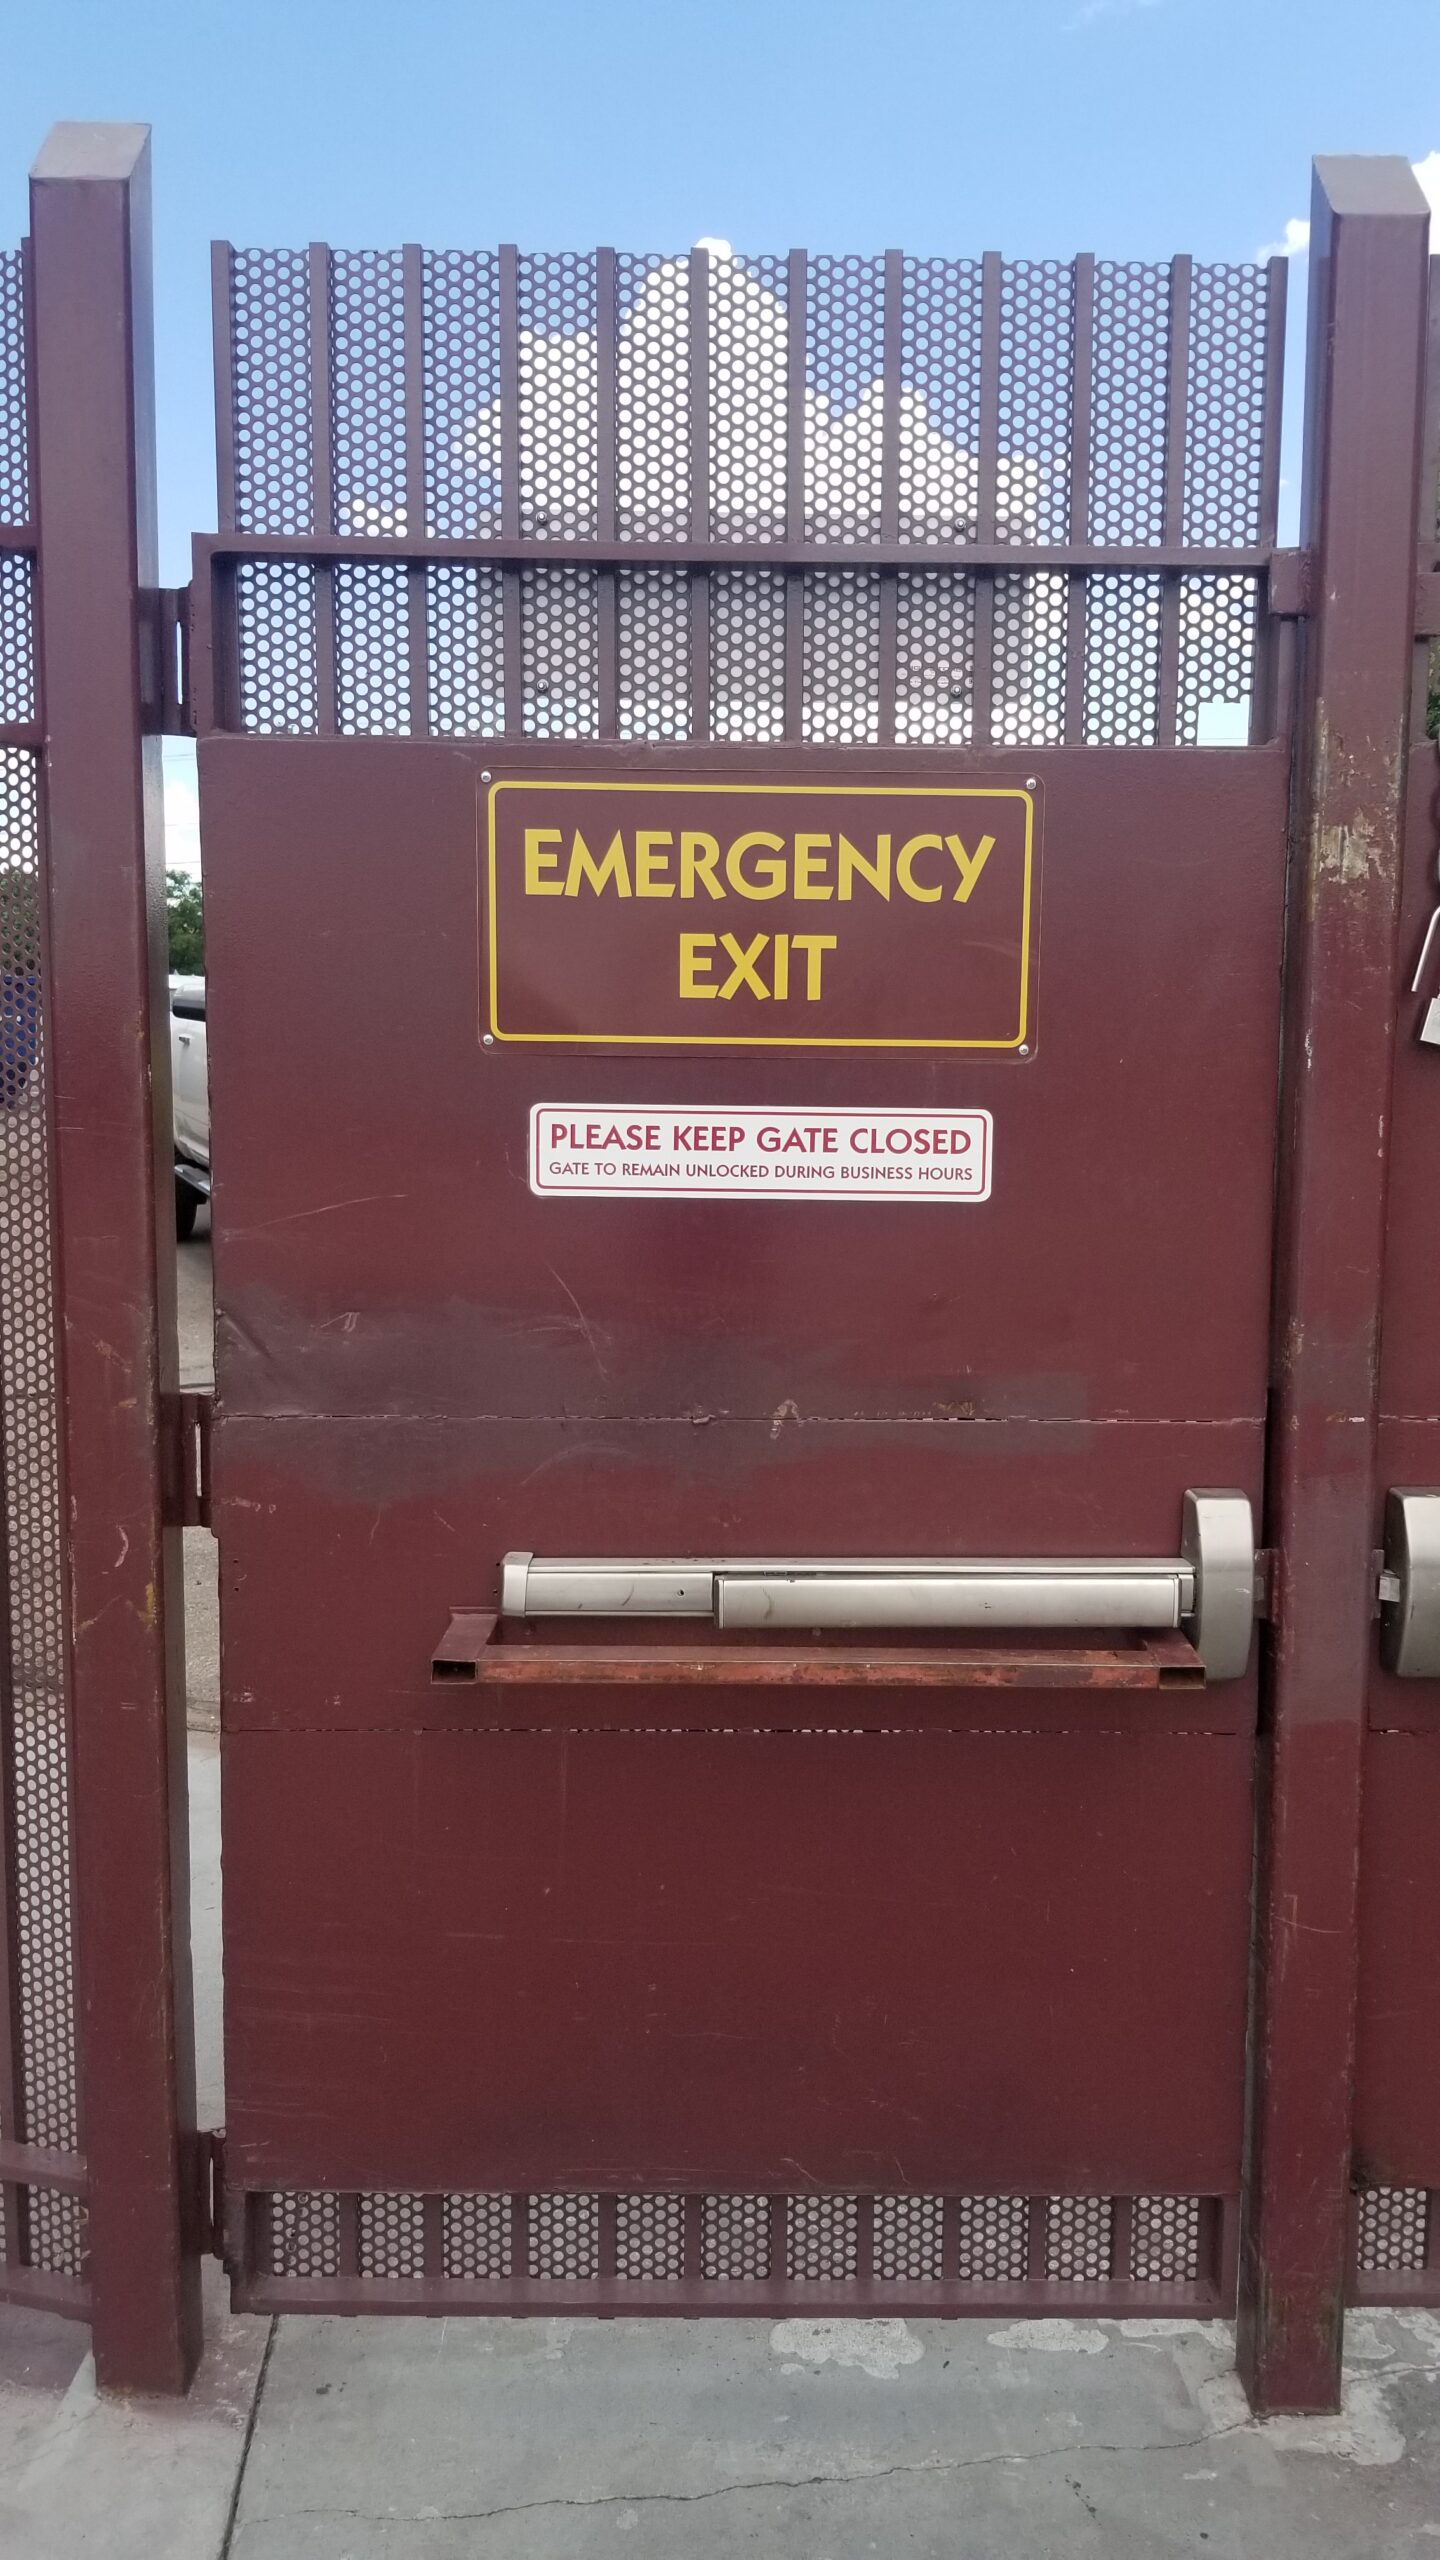 EMERGENCY
EXIT
PLEASE KEEP GATE CLOSED
GATE TO REMAIN UNLOCKED DURING BUSINESS HOURS